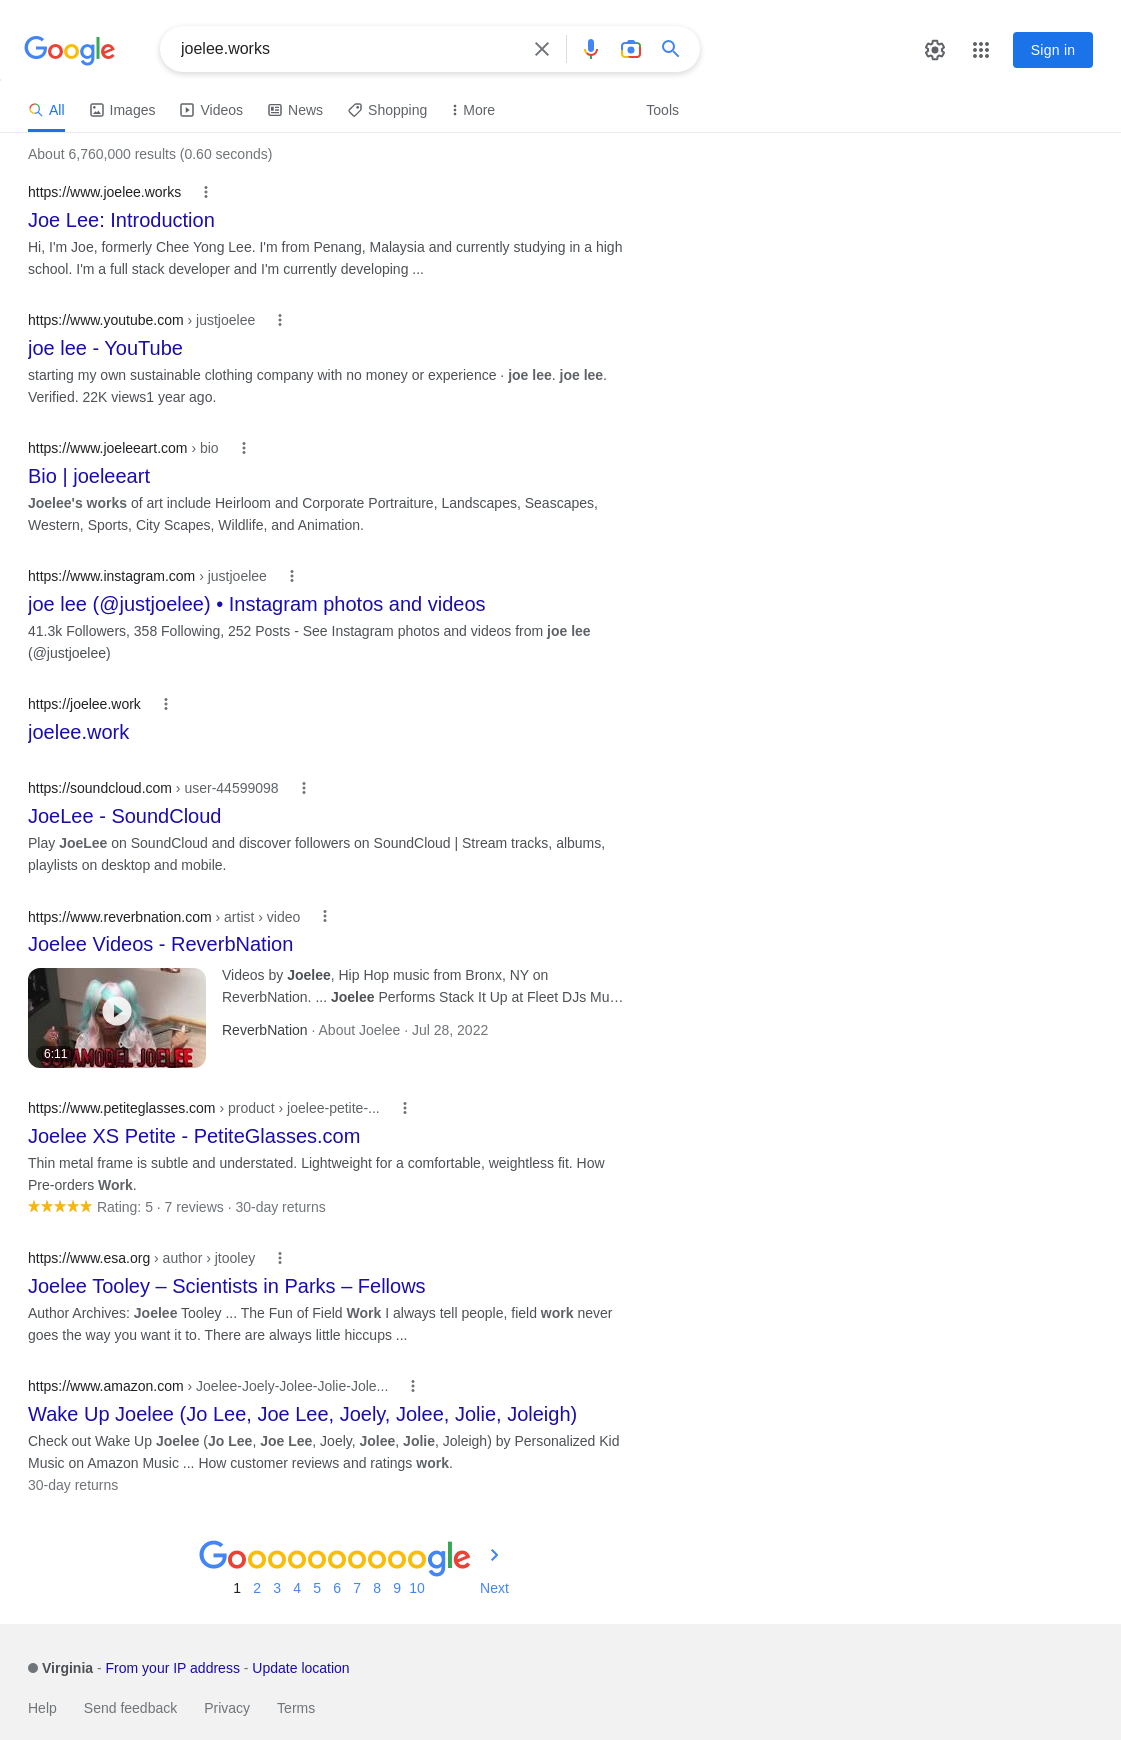 Google
joelee.works
Sign in
All Images Videos News Shopping More Tools
About 6,760,000 results (0.60 seconds)
https://www.joelee.works
Joe Lee: Introduction
Hi, I'm Joe, formerly Chee Yong Lee. I'm from Penang, Malaysia and currently studying in a high
school. I'm a full stack developer and I'm currently developing ...
https://www.youtube.com › justjoelee
joe lee - YouTube
starting my own sustainable clothing company with no money or experience · joe lee. joe lee.
Verified. 22K views1 year ago.
https://www.joeleeart.com › bio
Bio | joeleeart
Joelee's works of art include Heirloom and Corporate Portraiture, Landscapes, Seascapes,
Western, Sports, City Scapes, Wildlife, and Animation.
https://www.instagram.com › justjoelee
joe lee (@justjoelee) • Instagram photos and videos
41.3k Followers, 358 Following, 252 Posts - See Instagram photos and videos from joe lee
(@justjoelee)
https://joelee.work
joelee.work
https://soundcloud.com › user-44599098
JoeLee - SoundCloud
Play JoeLee on SoundCloud and discover followers on SoundCloud | Stream tracks, albums,
playlists on desktop and mobile.
https://www.reverbnation.com › artist › video
Joelee Videos - ReverbNation
Videos by Joelee, Hip Hop music from Bronx, NY on
ReverbNation. ... Joelee Performs Stack It Up at Fleet DJs Mu…
ReverbNation · About Joelee · Jul 28, 2022
6:11
JOELEE
https://www.petiteglasses.com › product › joelee-petite-...
Joelee XS Petite - PetiteGlasses.com
Thin metal frame is subtle and understated. Lightweight for a comfortable, weightless fit. How
Pre-orders Work.
Rating: 5 · 7 reviews · 30-day returns
https://www.esa.org › author › jtooley
Joelee Tooley – Scientists in Parks – Fellows
Author Archives: Joelee Tooley ... The Fun of Field Work I always tell people, field work never
goes the way you want it to. There are always little hiccups ...
https://www.amazon.com › Joelee-Joely-Jolee-Jolie-Jole...
Wake Up Joelee (Jo Lee, Joe Lee, Joely, Jolee, Jolie, Joleigh)
Check out Wake Up Joelee (Jo Lee, Joe Lee, Joely, Jolee, Jolie, Joleigh) by Personalized Kid
Music on Amazon Music ... How customer reviews and ratings work.
30-day returns
Goooooooooogle
1 2 3 4 5 6 7 8 9 10 Next
Virginia - From your IP address - Update location
Help Send feedback Privacy Terms